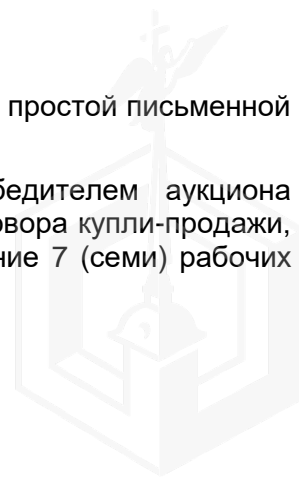 простой письменной
бедителем аукциона
овора купли-продажи,
ние 7 (семи) рабочих